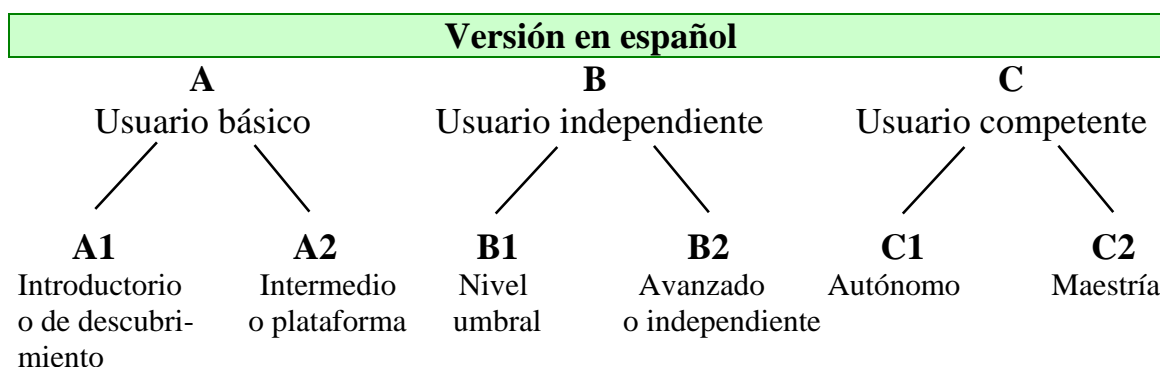 Versión en español
A B C
Usuario básico Usuario independiente Usuario competente
A1 A2 B1 B2 C1 C2
Introductorio Intermedio Nivel Avanzado Autónomo Maestría
o de descubri- o plataforma umbral o independiente
miento